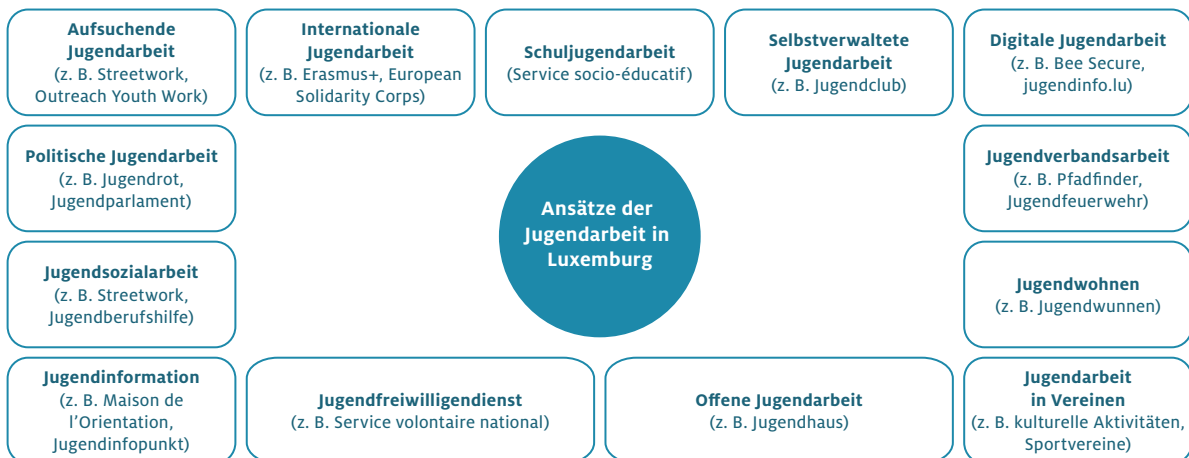 Aufsuchende
Jugendarbeit
(z. B. Streetwork,
Outreach Youth Work)
Internationale
Jugendarbeit
(z. B. Erasmus+, European
Solidarity Corps)
Schuljugendarbeit
(Service socio-éducatif)
Selbstverwaltete
Jugendarbeit
(z. B. Jugendclub)
Digitale Jugendarbeit
(z. B. Bee Secure,
jugendinfo.lu)
Politische Jugendarbeit
(z. B. Jugendrot,
Jugendparlament)
Ansätze der
Jugendarbeit in
Luxemburg
Jugendverbandsarbeit
(z. B. Pfadfinder,
Jugendfeuerwehr)
Jugendsozialarbeit
(z. B. Streetwork,
Jugendberufshilfe)
Jugendwohnen
(z. B. Jugendwunnen)
Jugendinformation
(z. B. Maison de
l’Orientation,
Jugendinfopunkt)
Jugendfreiwilligendienst
(z. B. Service volontaire national)
Offene Jugendarbeit
(z. B. Jugendhaus)
Jugendarbeit
in Vereinen
(z. B. kulturelle Aktivitäten,
Sportvereine)